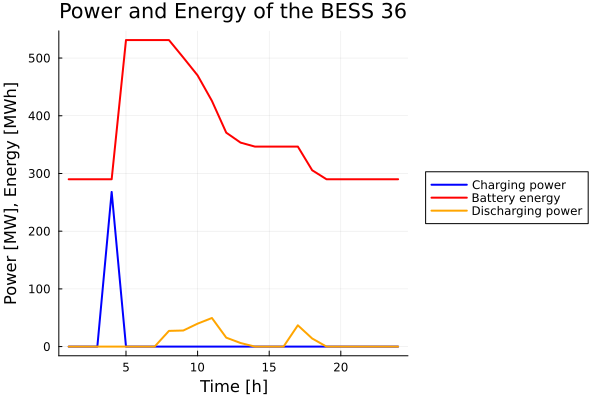 Power and Energy of the BESS 36
Power [MW], Energy [MWh]
500
400
300
200
100
0
5
10
15
20
Time [h]
Charging power
Battery energy
Discharging power